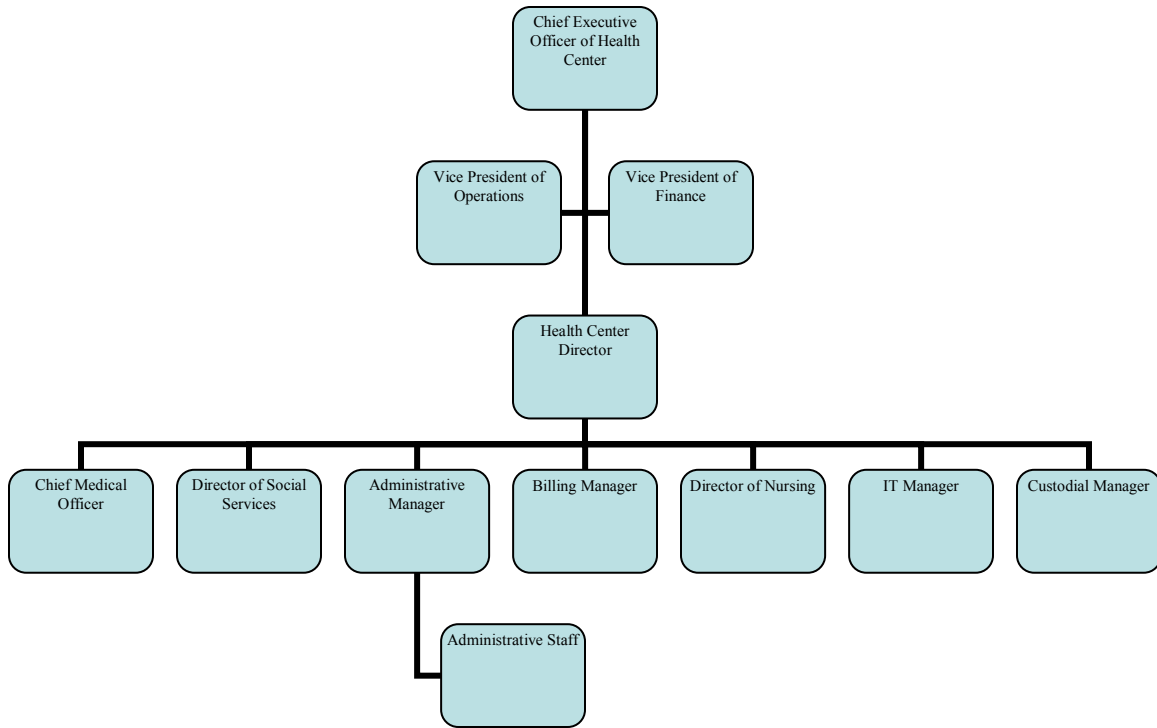 Chief Executive
Officer of Health
Center
Vice President of
Operations
Vice President of
Finance
Health Center
Director
Chief Medical
Officer
Director of Social
Services
Administrative
Manager
Billing Manager
Director of Nursing
IT Manager
Custodial Manager
Administrative Staff